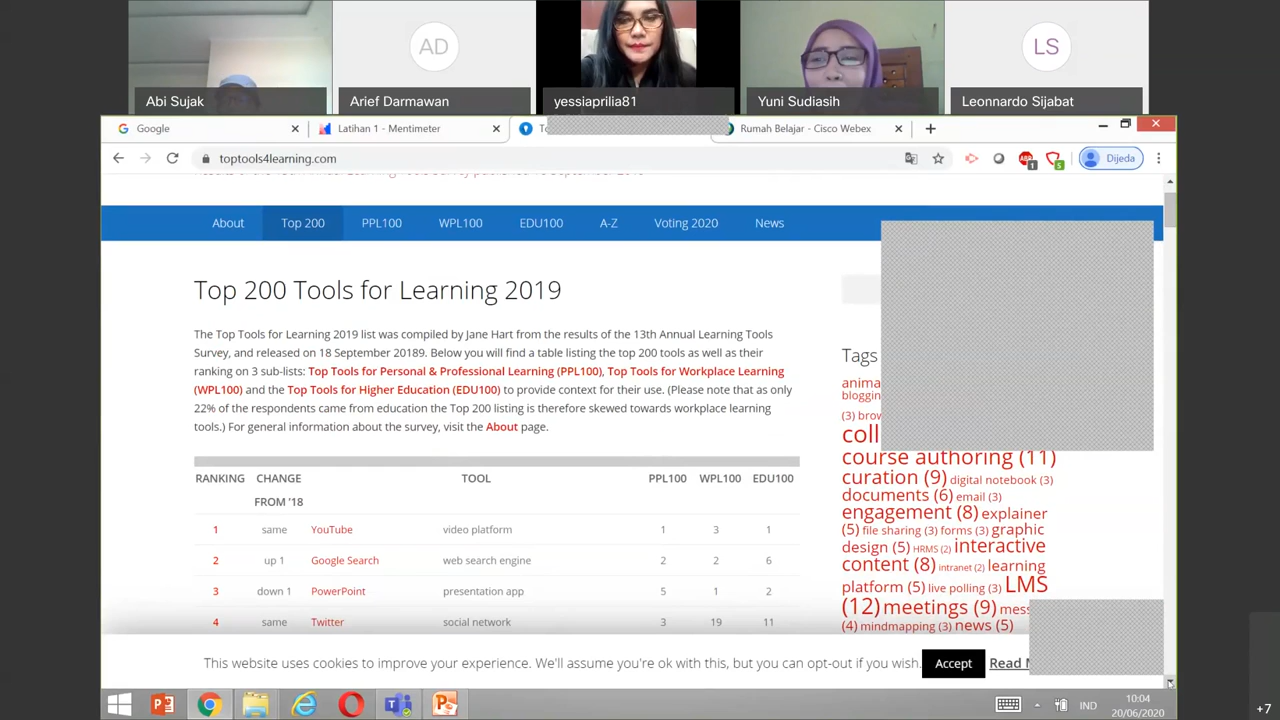 AD
LS
Abi Sujak
Arief Darmawan
yessiaprilia81
Yuni Sudiasih
Leonnardo Sijabat
Google
Latihan 1 - Mentimeter
Rumah Belajar - Cisco Webex
toptools4learning.com
Dijeda
About
Top 200
PPL100
WPL100
EDU100
A-Z
Voting 2020
News
Top 200 Tools for Learning 2019
The Top Tools for Learning 2019 list was compiled by Jane Hart from the results of the 13th Annual Learning Tools
Survey, and released on 18 September 20189. Below you will find a table listing the top 200 tools as well as their
ranking on 3 sub-lists: Top Tools for Personal & Professional Learning (PPL100), Top Tools for Workplace Learning
(WPL100) and the Top Tools for Higher Education (EDU100) to provide context for their use. (Please note that as only
22% of the respondents came from education the Top 200 listing is therefore skewed towards workplace learning
tools.) For general information about the survey, visit the About page.
RANKING CHANGE FROM '18 TOOL PPL100 WPL100 EDU100
1 same YouTube video platform 1 3 1
2 up 1 Google Search web search engine 2 2 6
3 down 1 PowerPoint presentation app 5 1 2
4 same Twitter social network 3 19 11
Tags
(3)
course authoring (11)
curation (9) digital notebook (3)
documents (6) email (3)
engagement (8) explainer
(5) file sharing (3) forms (3) graphic
design (5) HRMS (2) interactive
content (8) intranet (2) learning
platform (5) live polling (3) LMS
(12) meetings (9)
(4) mindmapping (3) news (5)
This website uses cookies to improve your experience. We'll assume you're ok with this, but you can opt-out if you wish.
Accept
Read
IND
10:04
20/06/2020
+7